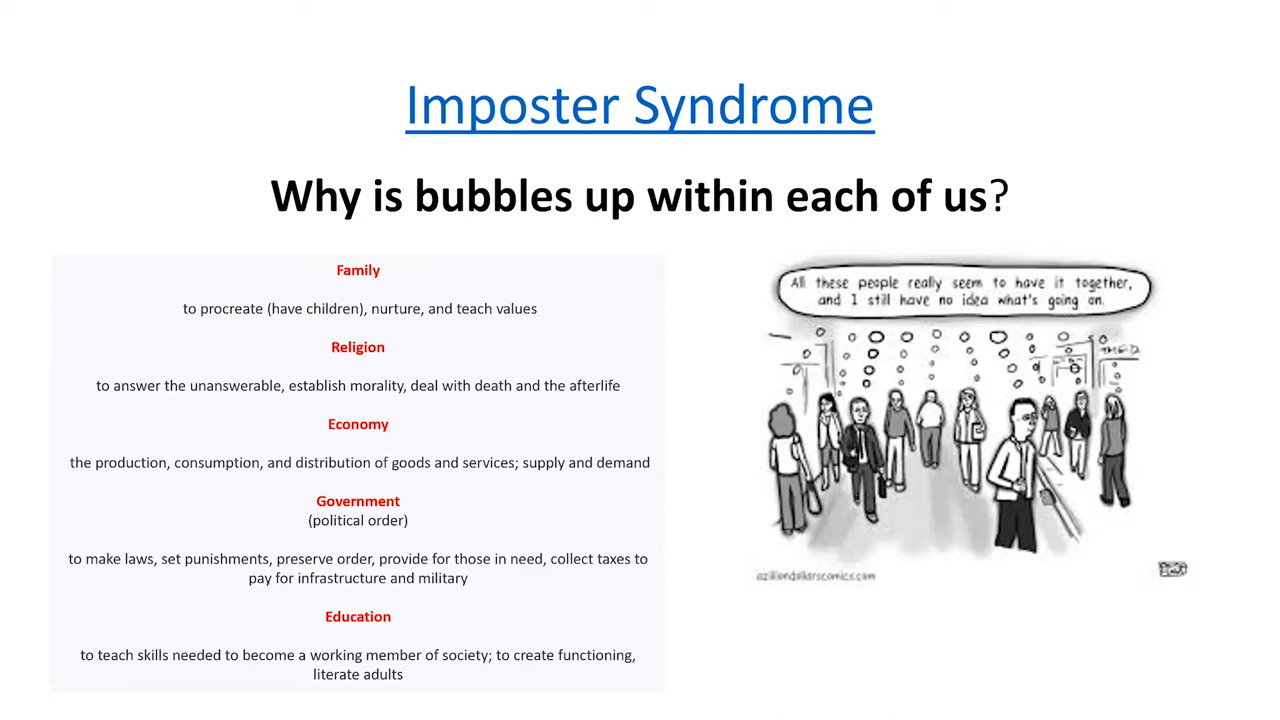 Imposter Syndrome
Why is bubbles up within each of us?
Family
to procreate (have children), nurture, and teach values
Religion
to answer the unanswerable, establish morality, deal with death and the afterlife
Economy
the production, consumption, and distribution of goods and services; supply and demand
Government
(political order)
to make laws, set punishments, preserve order, provide for those in need, collect taxes to
pay for infrastructure and military
Education
to teach skills needed to become a working member of society; to create functioning,
literate adults
All these people really seem to have it together,
and I still have no idea what's going on.
azilliondollarscomics.com